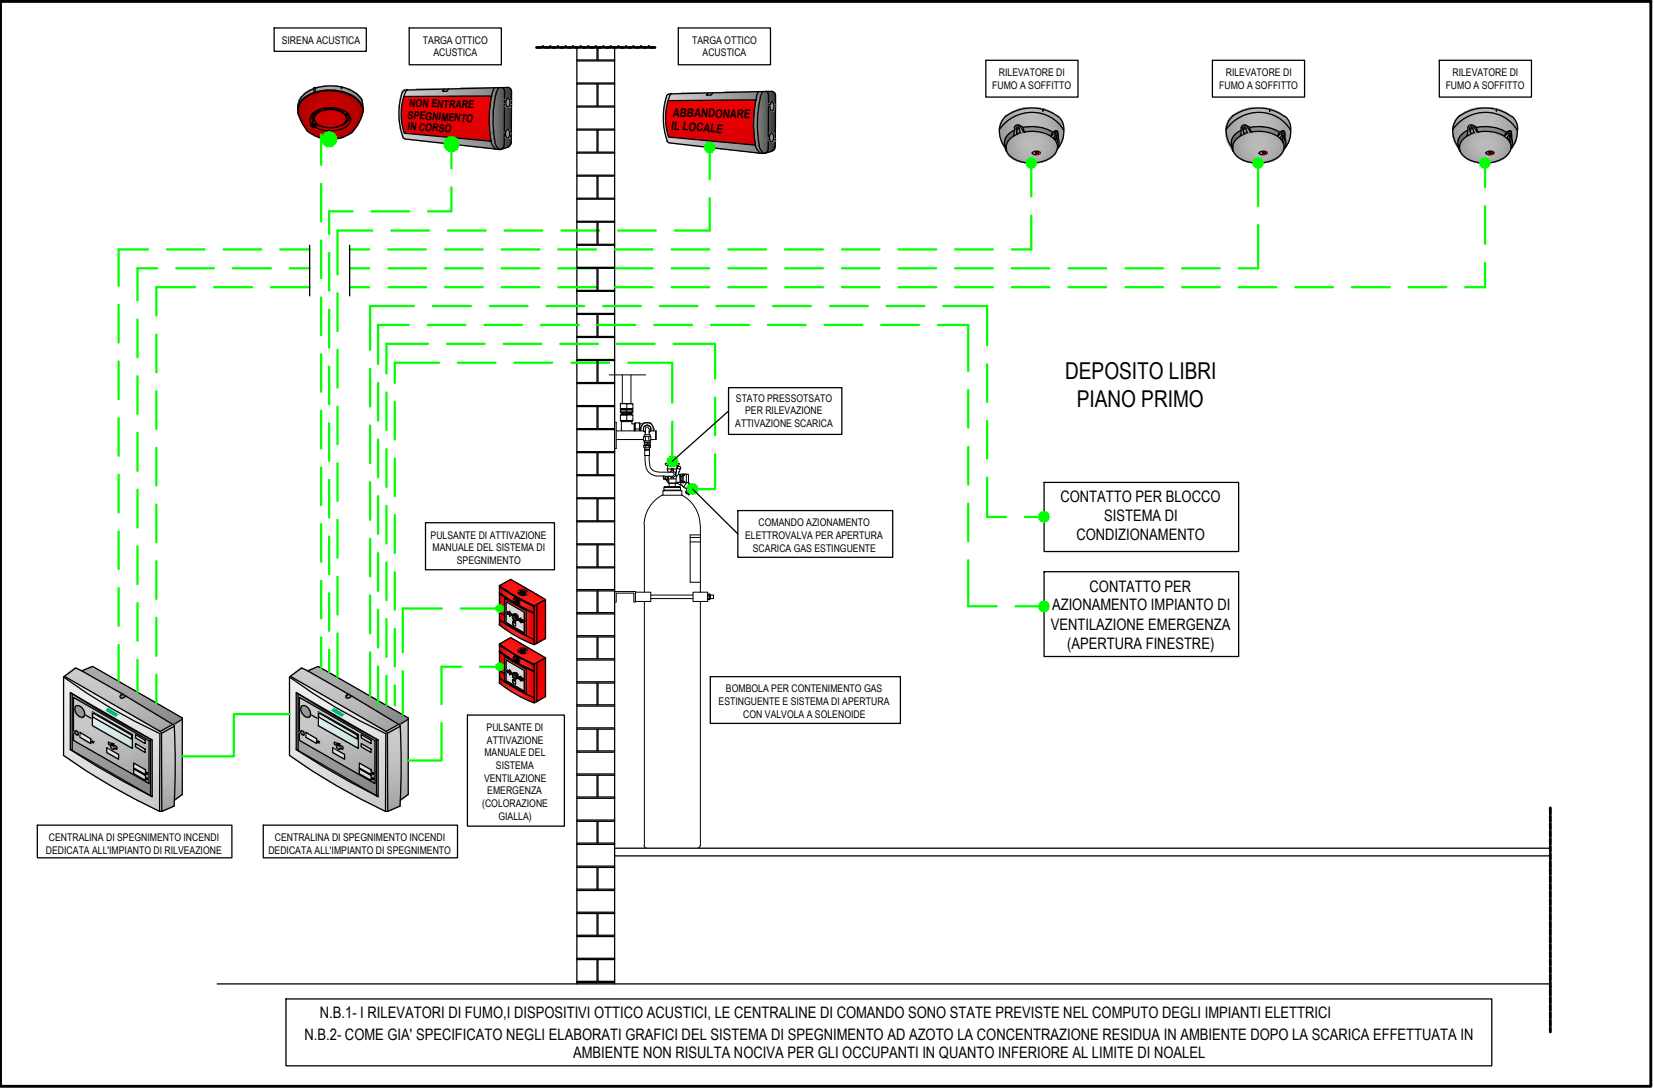 SIRENA ACUSTICA
TARGA OTTICO
ACUSTICA
TARGA OTTICO
ACUSTICA
RILEVATORE DI
FUMO A SOFFITTO
RILEVATORE DI
FUMO A SOFFITTO
RILEVATORE DI
FUMO A SOFFITTO
NON ENTRARE
SPEGNIMENTO
IN CORSO
ABBANDONARE
IL LOCALE
DEPOSITO LIBRI
PIANO PRIMO
STATO PRESSOTSATO
PER RILEVAZIONE
ATTIVAZIONE SCARICA
CONTATTO PER BLOCCO
SISTEMA DI
CONDIZIONAMENTO
COMANDO AZIONAMENTO
ELETTROVALVA PER APERTURA
SCARICA GAS ESTINGUENTE
PULSANTE DI ATTIVAZIONE
MANUALE DEL SISTEMA DI
SPEGNIMENTO
CONTATTO PER
AZIONAMENTO IMPIANTO DI
VENTILAZIONE EMERGENZA
(APERTURA FINESTRE)
BOMBOLA PER CONTENIMENTO GAS
ESTINGUENTE E SISTEMA DI APERTURA
CON VALVOLA A SOLENOIDE
PULSANTE DI
ATTIVAZIONE
MANUALE DEL
SISTEMA
VENTILAZIONE
EMERGENZA
(COLORAZIONE
GIALLA)
CENTRALINA DI SPEGNIMENTO INCENDI
DEDICATA ALL'IMPIANTO DI RILVEAZIONE
CENTRALINA DI SPEGNIMENTO INCENDI
DEDICATA ALL'IMPIANTO DI SPEGNIMENTO
N.B.1- I RILEVATORI DI FUMO,I DISPOSITIVI OTTICO ACUSTICI, LE CENTRALINE DI COMANDO SONO STATE PREVISTE NEL COMPUTO DEGLI IMPIANTI ELETTRICI
N.B.2- COME GIA' SPECIFICATO NEGLI ELABORATI GRAFICI DEL SISTEMA DI SPEGNIMENTO AD AZOTO LA CONCENTRAZIONE RESIDUA IN AMBIENTE DOPO LA SCARICA EFFETTUATA IN
AMBIENTE NON RISULTA NOCIVA PER GLI OCCUPANTI IN QUANTO INFERIORE AL LIMITE DI NOALEL